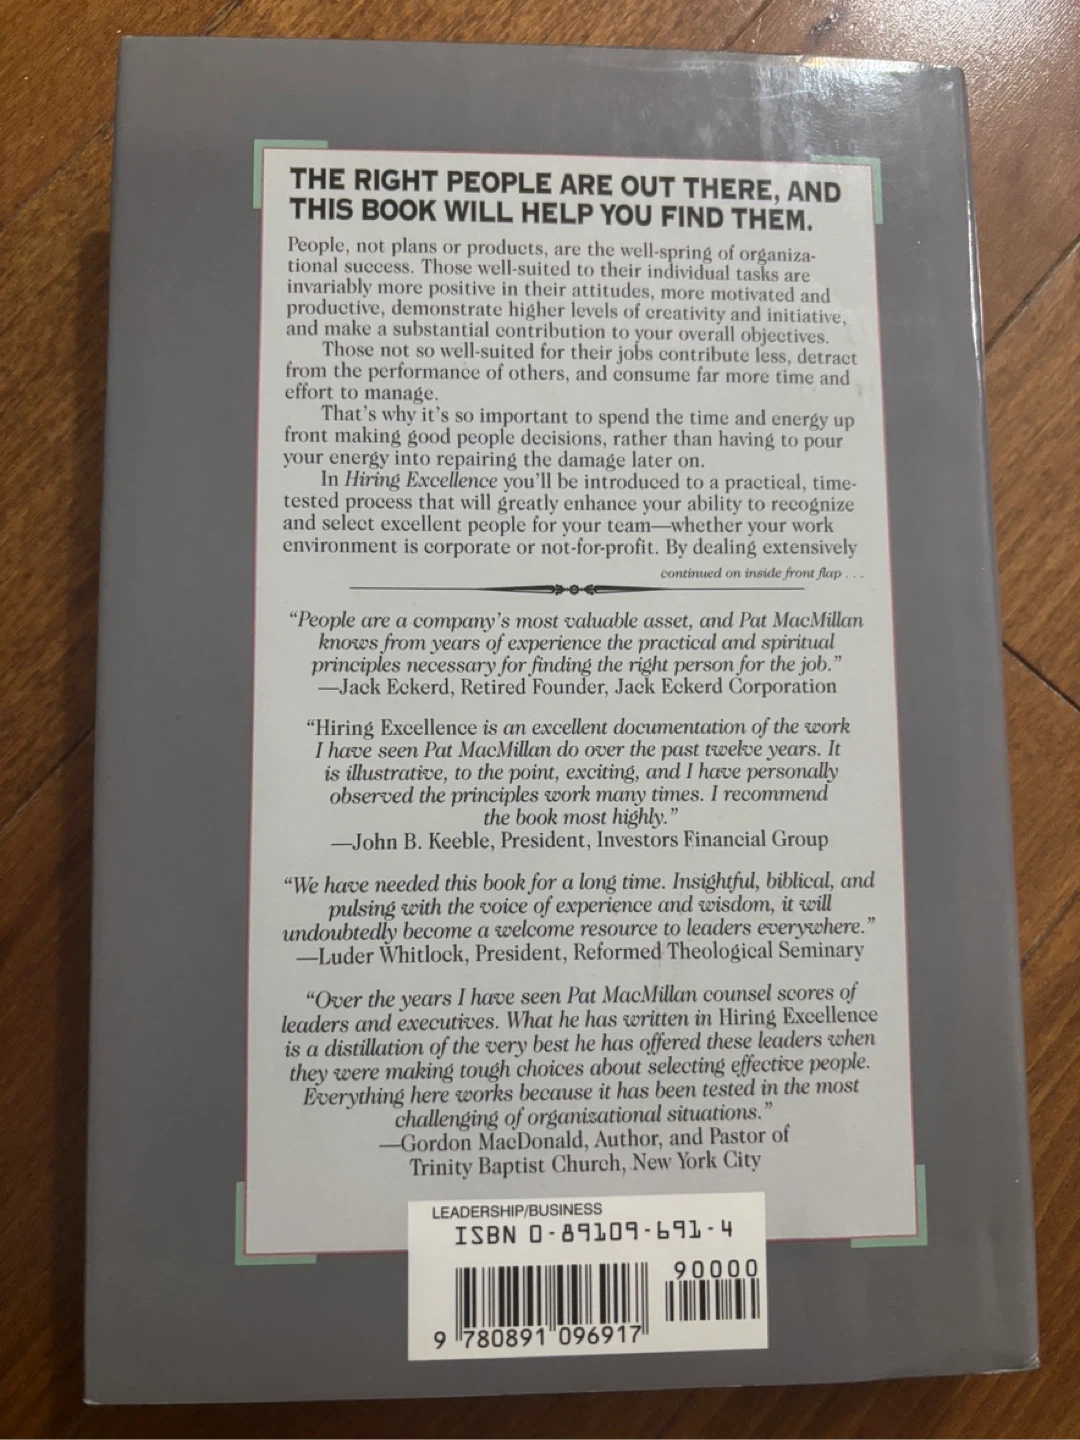 THE RIGHT PEOPLE ARE OUT THERE, AND
THIS BOOK WILL HELP YOU FIND THEM.
People, not plans or products, are the well-spring of organiza-
tional success. Those well-suited to their individual tasks are
invariably more positive in their attitudes, more motivated and
productive, demonstrate higher levels of creativity and initiative,
and make a substantial contribution to your overall objectives.
Those not so well-suited for their jobs contribute less, detract
from the performance of others, and consume far more time and
effort to manage.
That's why it's so important to spend the time and energy up
front making good people decisions, rather than having to pour
your energy into repairing the damage later on.
In Hiring Excellence you'll be introduced to a practical, time-
tested process that will greatly enhance your ability to recognize
and select excellent people for your team—whether your work
environment is corporate or not-for-profit. By dealing extensively
continued on inside front flap . . .
“People are a company's most valuable asset, and Pat MacMillan
knows from years of experience the practical and spiritual
principles necessary for finding the right person for the job.”
—Jack Eckerd, Retired Founder, Jack Eckerd Corporation
“Hiring Excellence is an excellent documentation of the work
I have seen Pat MacMillan do over the past twelve years. It
is illustrative, to the point, exciting, and I have personally
observed the principles work many times. I recommend
the book most highly.”
—John B. Keeble, President, Investors Financial Group
“We have needed this book for a long time. Insightful, biblical, and
pulsing with the voice of experience and wisdom, it will
undoubtedly become a welcome resource to leaders everywhere.”
—Luder Whitlock, President, Reformed Theological Seminary
“Over the years I have seen Pat MacMillan counsel scores of
leaders and executives. What he has written in Hiring Excellence
is a distillation of the very best he has offered these leaders when
they were making tough choices about selecting effective people.
Everything here works because it has been tested in the most
challenging of organizational situations.”
—Gordon MacDonald, Author, and Pastor of
Trinity Baptist Church, New York City
LEADERSHIP/BUSINESS
ISBN 0-89109-691-4
90000
9 780891 096917